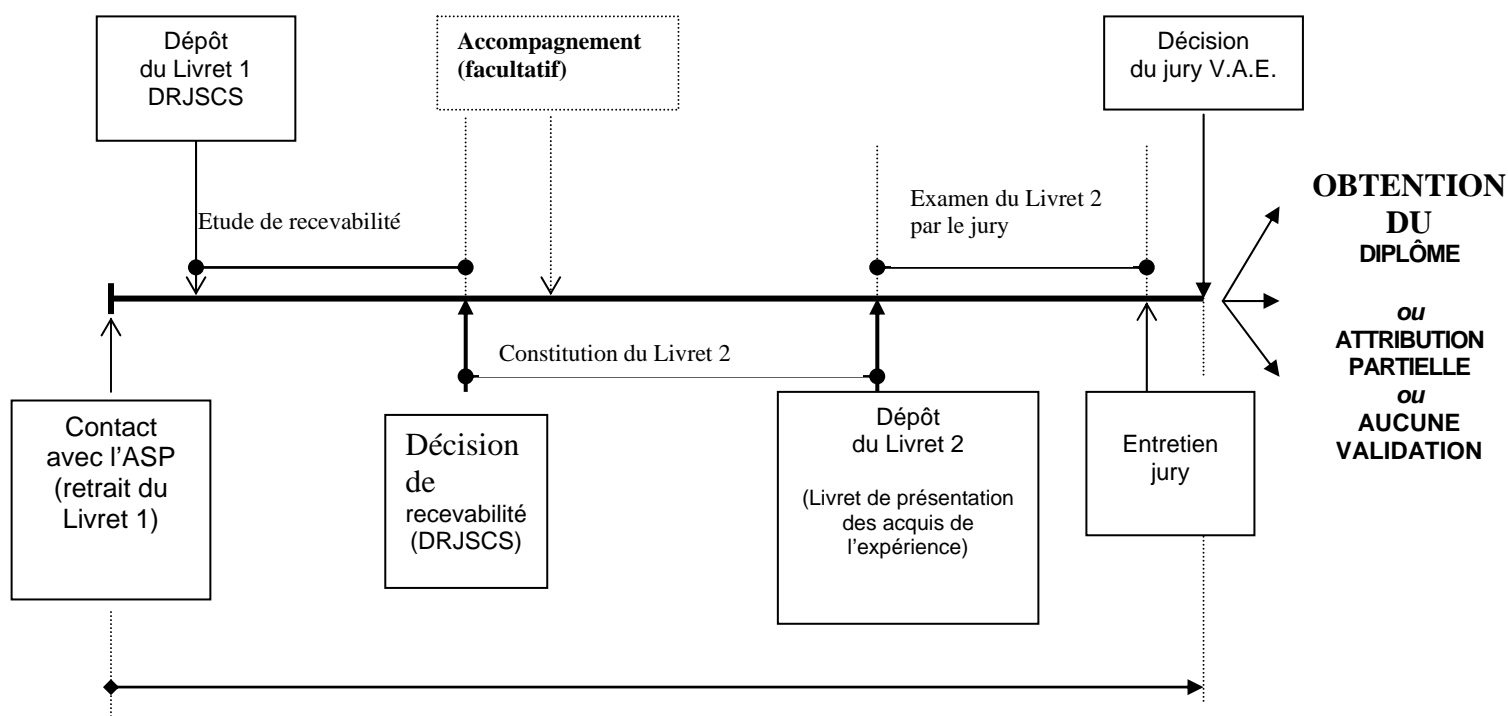 Dépôt
du Livret 1
DRJSCS
Accompagnement
(facultatif)
Décision
du jury V.A.E.
Etude de recevabilité
Examen du Livret 2
par le jury
OBTENTION
DU
DIPLÔME
ou
ATTRIBUTION
PARTIELLE
ou
AUCUNE
VALIDATION
Constitution du Livret 2
Contact
avec l’ASP
(retrait du
Livret 1)
Décision
de
recevabilité
(DRJSCS)
Dépôt
du Livret 2
(Livret de présentation
des acquis de
l’expérience)
Entretien
jury